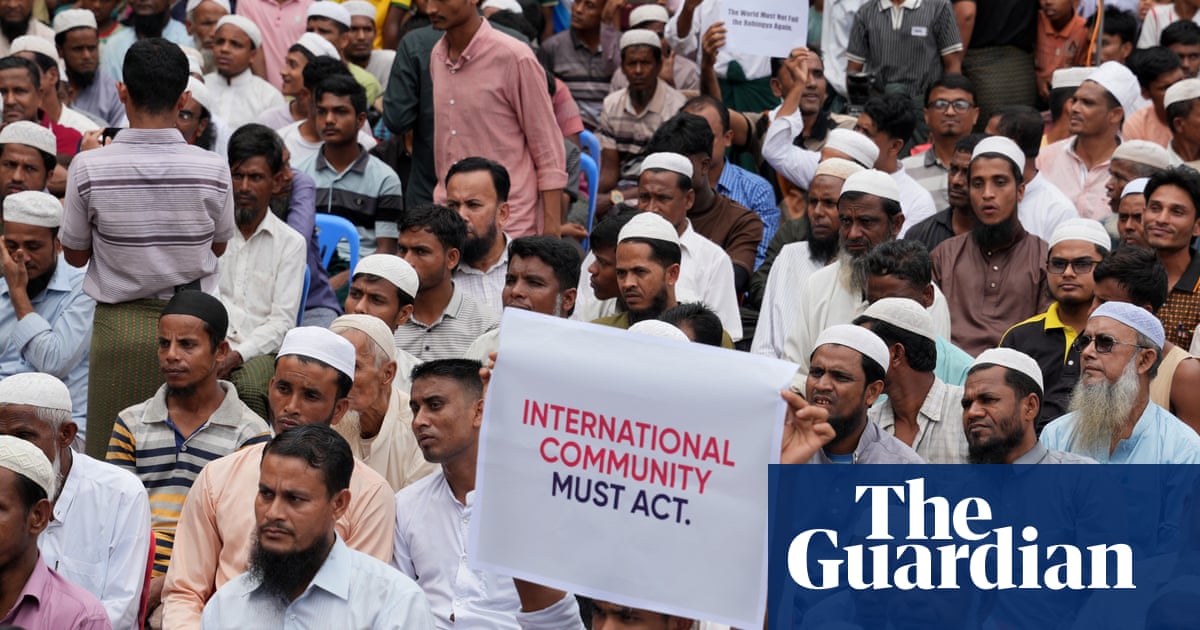 The World Must Not Fail
the Rohingya Again.
INTERNATIONAL
COMMUNITY
MUST ACT.
The
Guardian